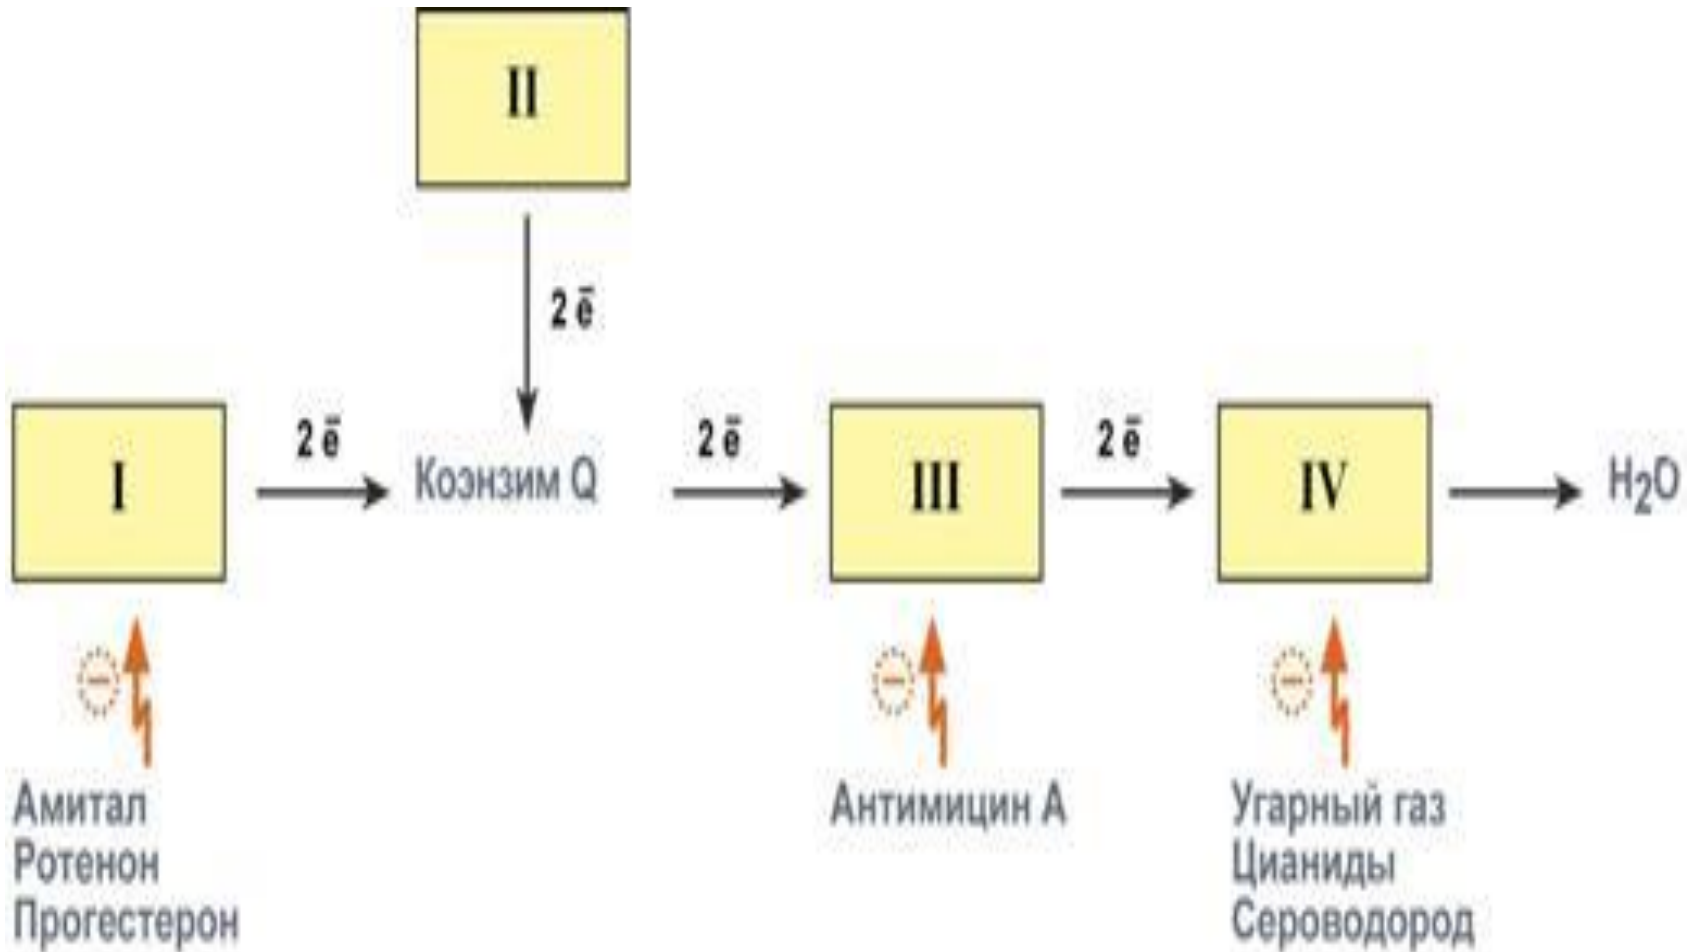 II
2 ē
I
2 ē
Коэнзим Q
2 ē
III
2 ē
IV
H₂O
Амитал
Ротенон
Прогестерон
Антимицин А
Угарный газ
Цианиды
Сероводород